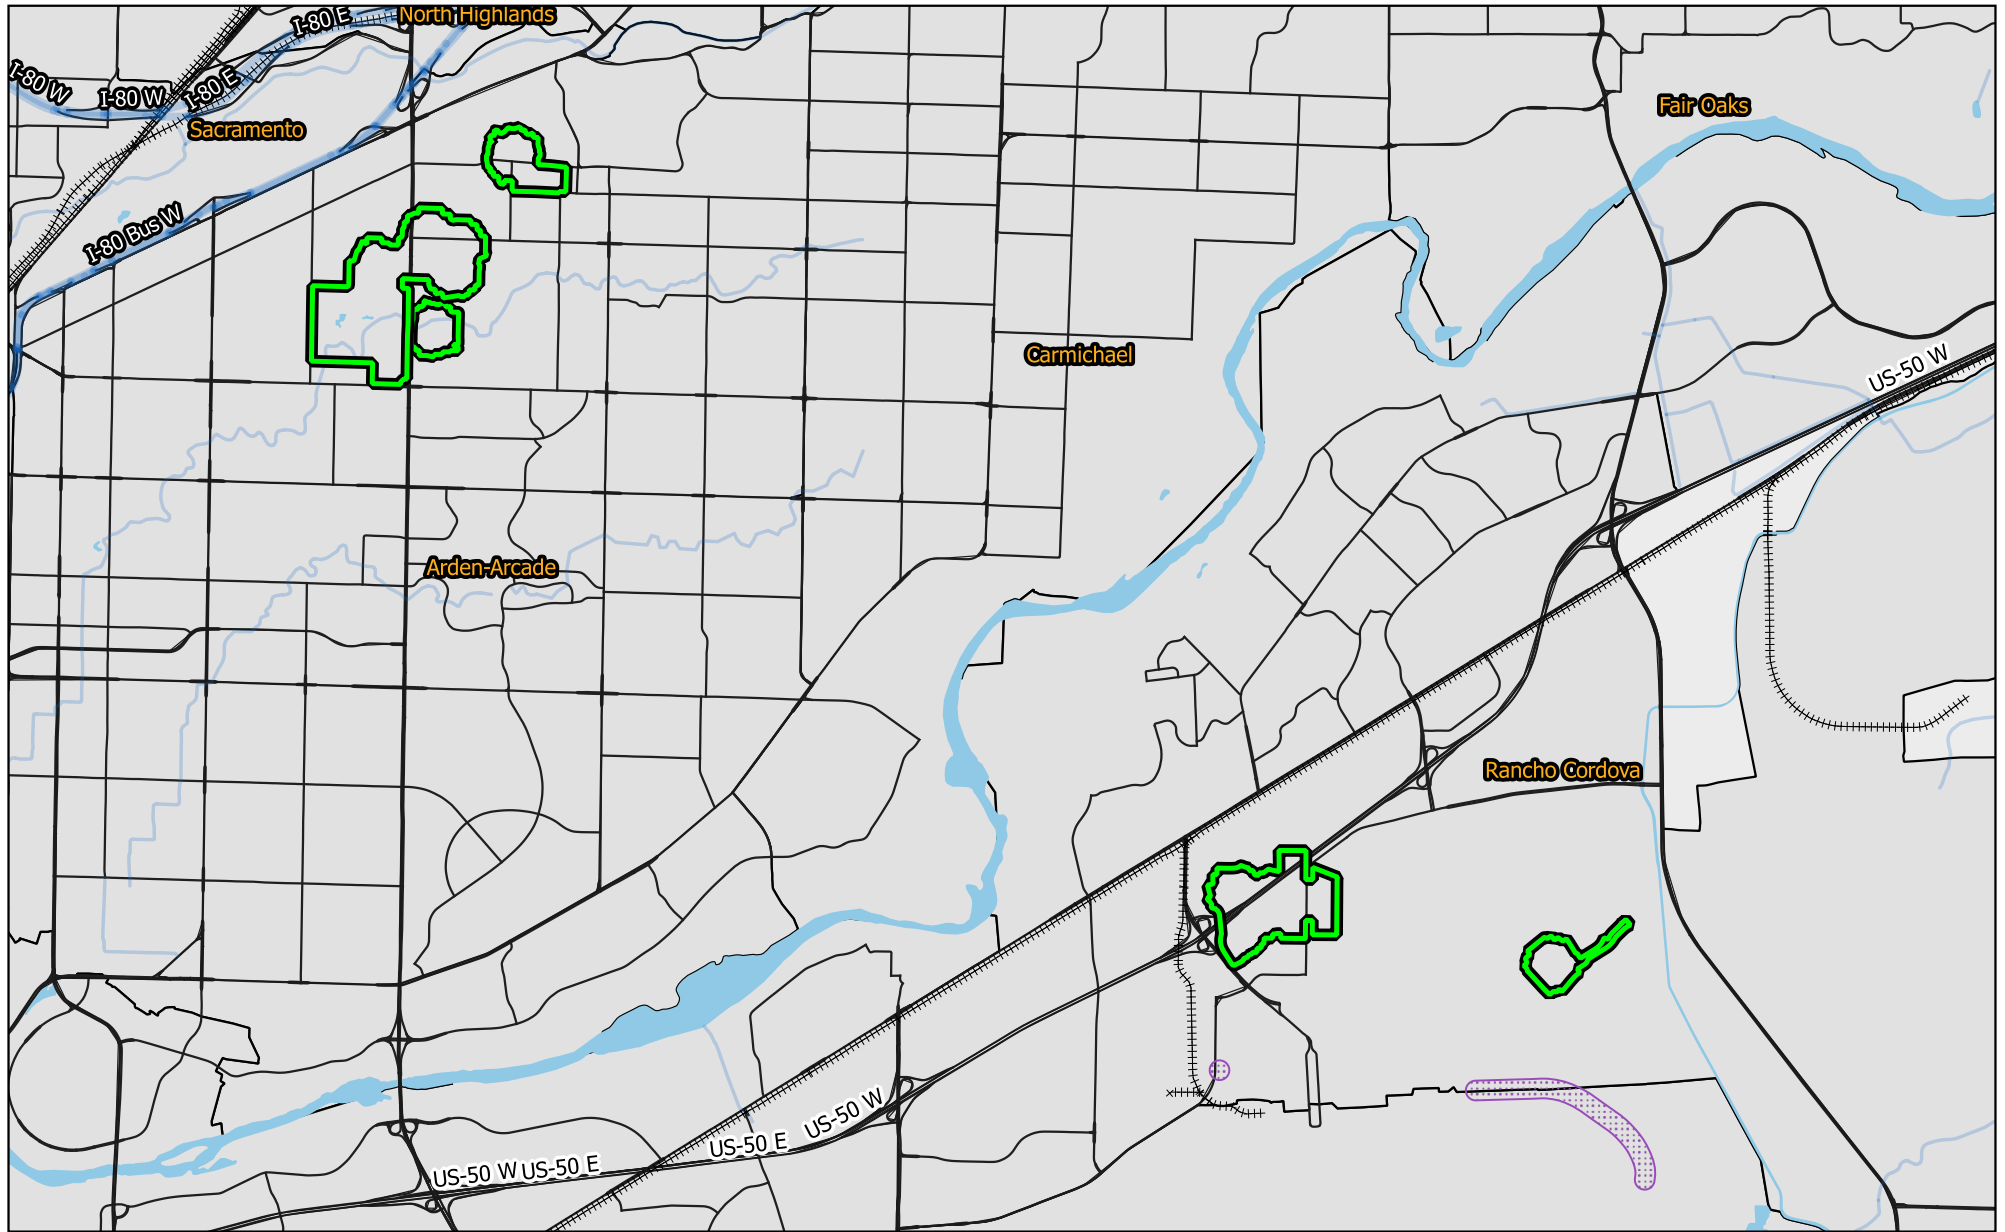 North Highlands
I-80 E
I-80 W
I-80 W
I-80 E
Sacramento
Fair Oaks
I-80 Bus W
Carmichael
US-50 W
Arden-Arcade
Rancho Cordova
US-50 W
US-50 E
US-50 W
US-50 E